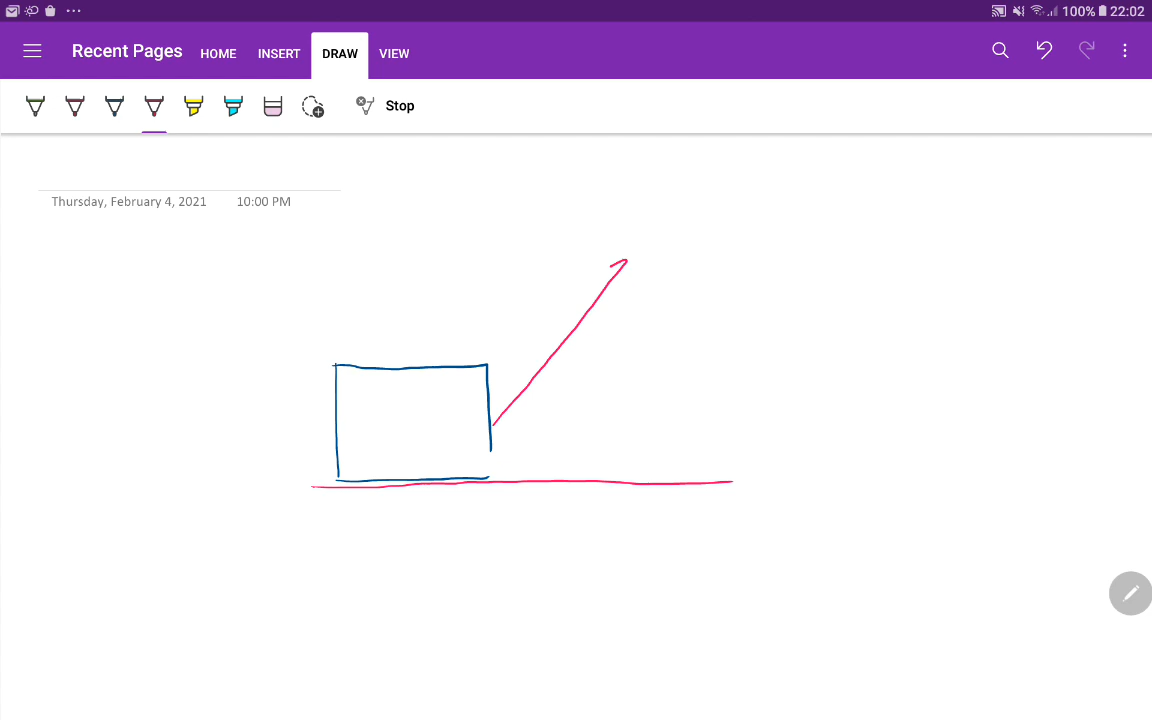 100% 22:02
Recent Pages HOME INSERT DRAW VIEW
Stop
Thursday, February 4, 2021 10:00 PM